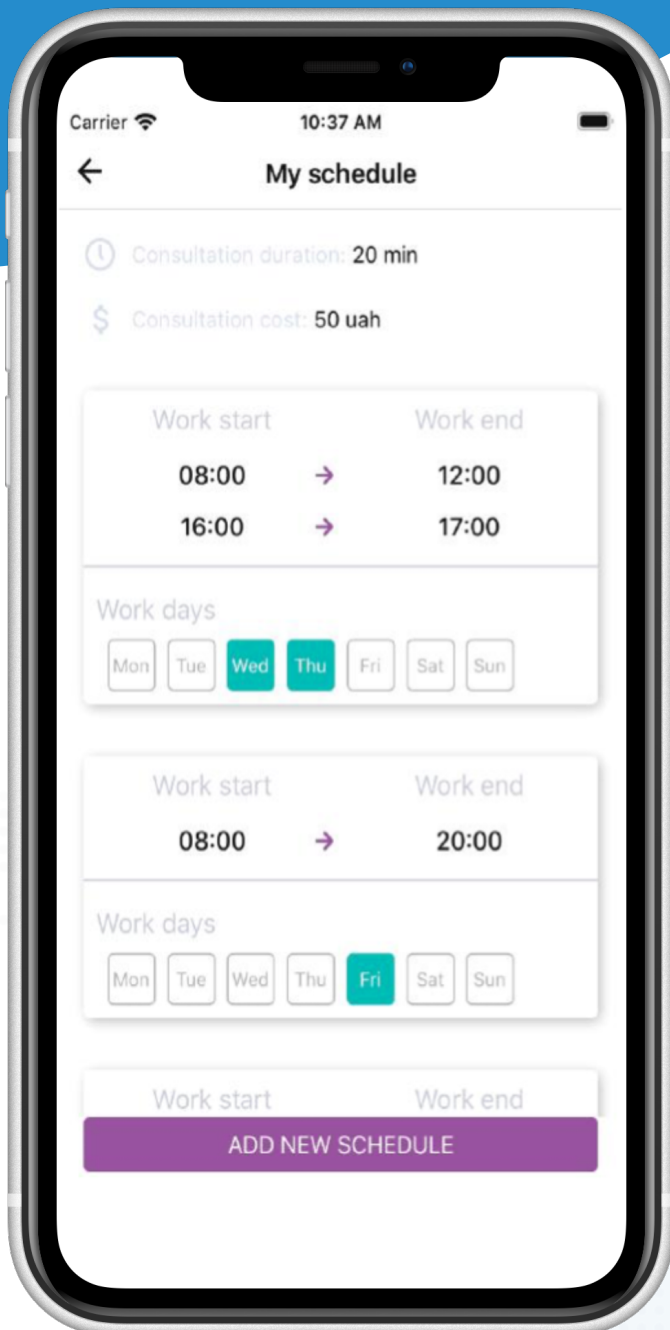 Carrier 10:37 AM
My schedule
Consultation duration: 20 min
Consultation cost: 50 uah
Work start Work end
08:00 → 12:00
16:00 → 17:00
Work days
Mon Tue Wed Thu Fri Sat Sun
Work start Work end
08:00 → 20:00
Work days
Mon Tue Wed Thu Fri Sat Sun
Work start Work end
ADD NEW SCHEDULE